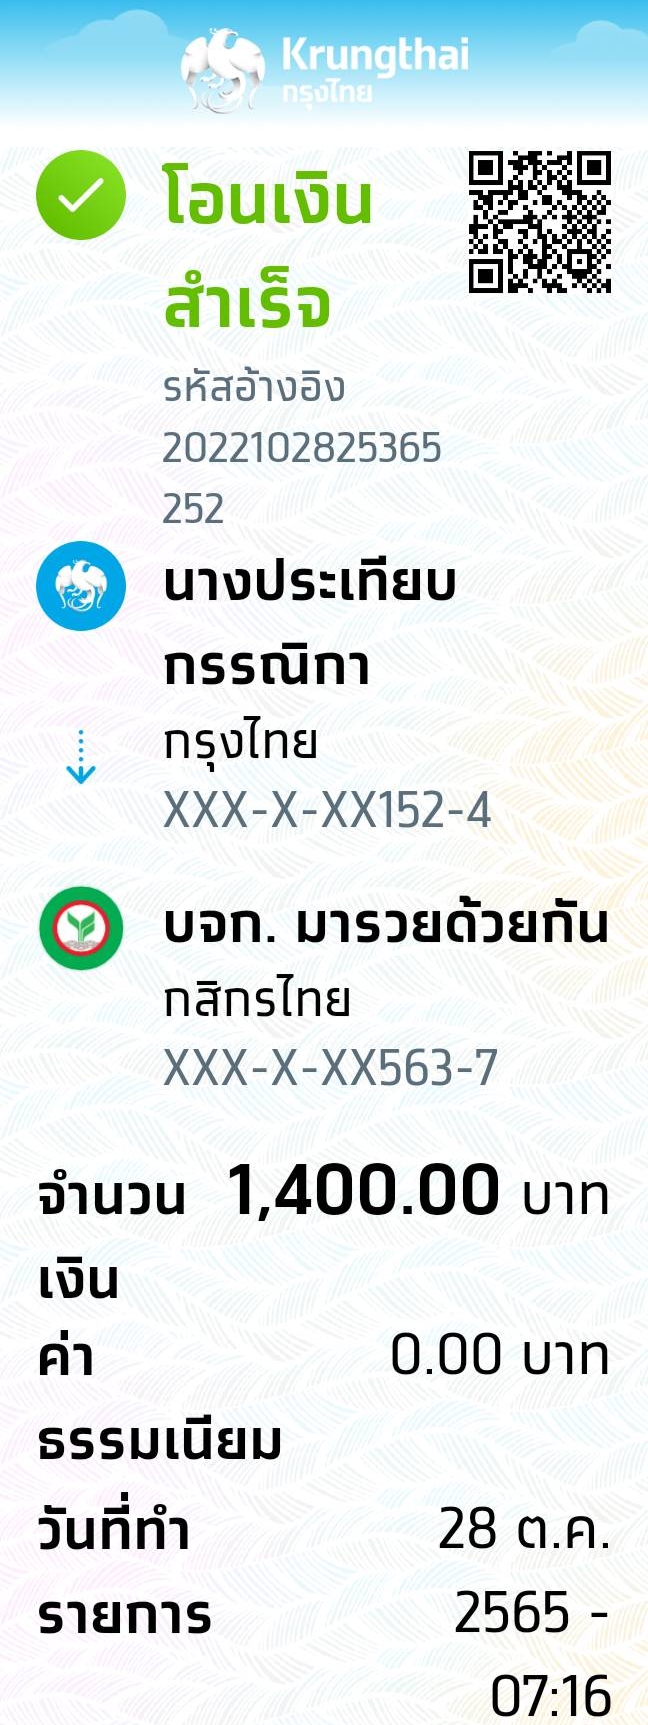 Krungthai
กรุงไทย
โอนเงิน
สำเร็จ
รหัสอ้างอิง
2022102825365
252
นางประเทียบ
กรรณิกา
กรุงไทย
XXX-X-XX152-4
บจก. มารวยด้วยกัน
กสิกรไทย
XXX-X-XX563-7
จำนวน 1,400.00 บาท
เงิน
ค่า 0.00 บาท
ธรรมเนียม
วันที่ทำ 28 ต.ค.
รายการ 2565 -
07:16